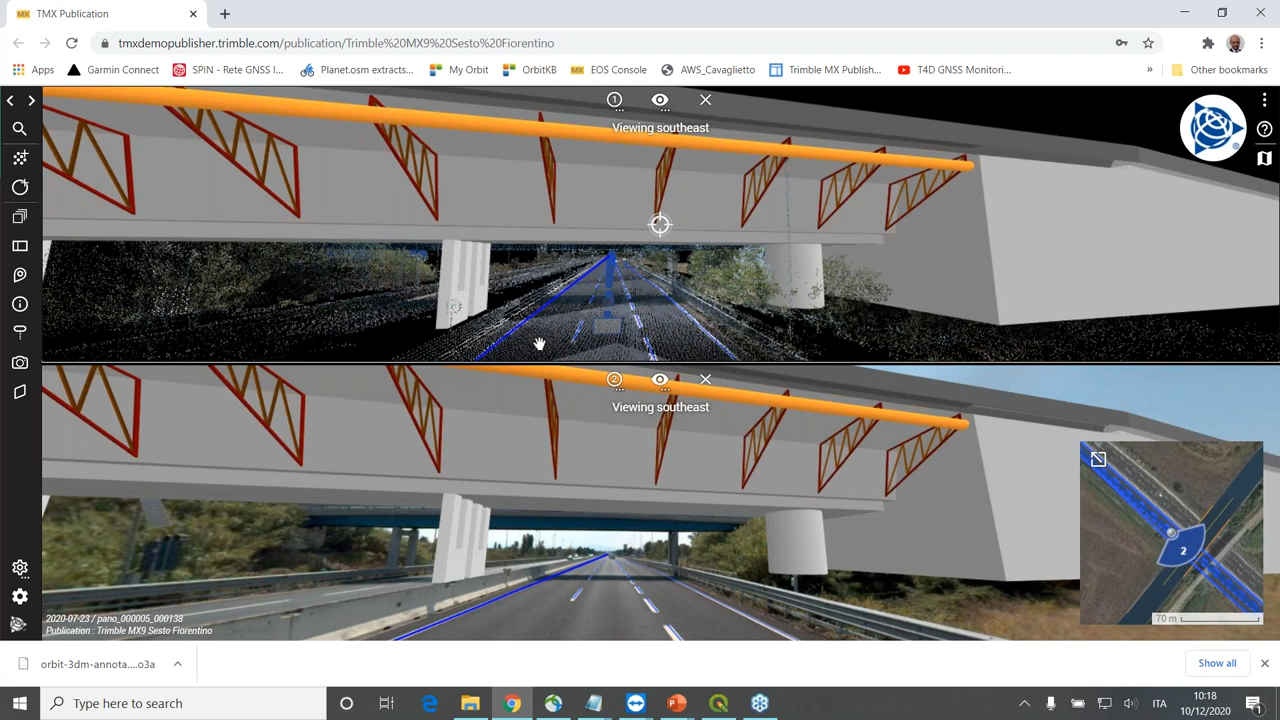 TMX Publication
tmxdemopublisher.trimble.com/publication/Trimble%20MX9%20Sesto%20Fiorentino
Apps
Garmin Connect
SPIN - Rete GNSS I...
Planet.osm extracts...
My Orbit
OrbitKB
MX EOS Console
AWS_Cavaglietto
Trimble MX Publish...
T4D GNSS Monitori...
»
Other bookmarks
1
Viewing southeast
2
Viewing southeast
2
70 m
2020-07-23 / pano_000005_000138
Publication : Trimble MX9 Sesto Fiorentino
orbit-3dm-annota....o3a
Show all
Type here to search
ITA
10:18
10/12/2020
1